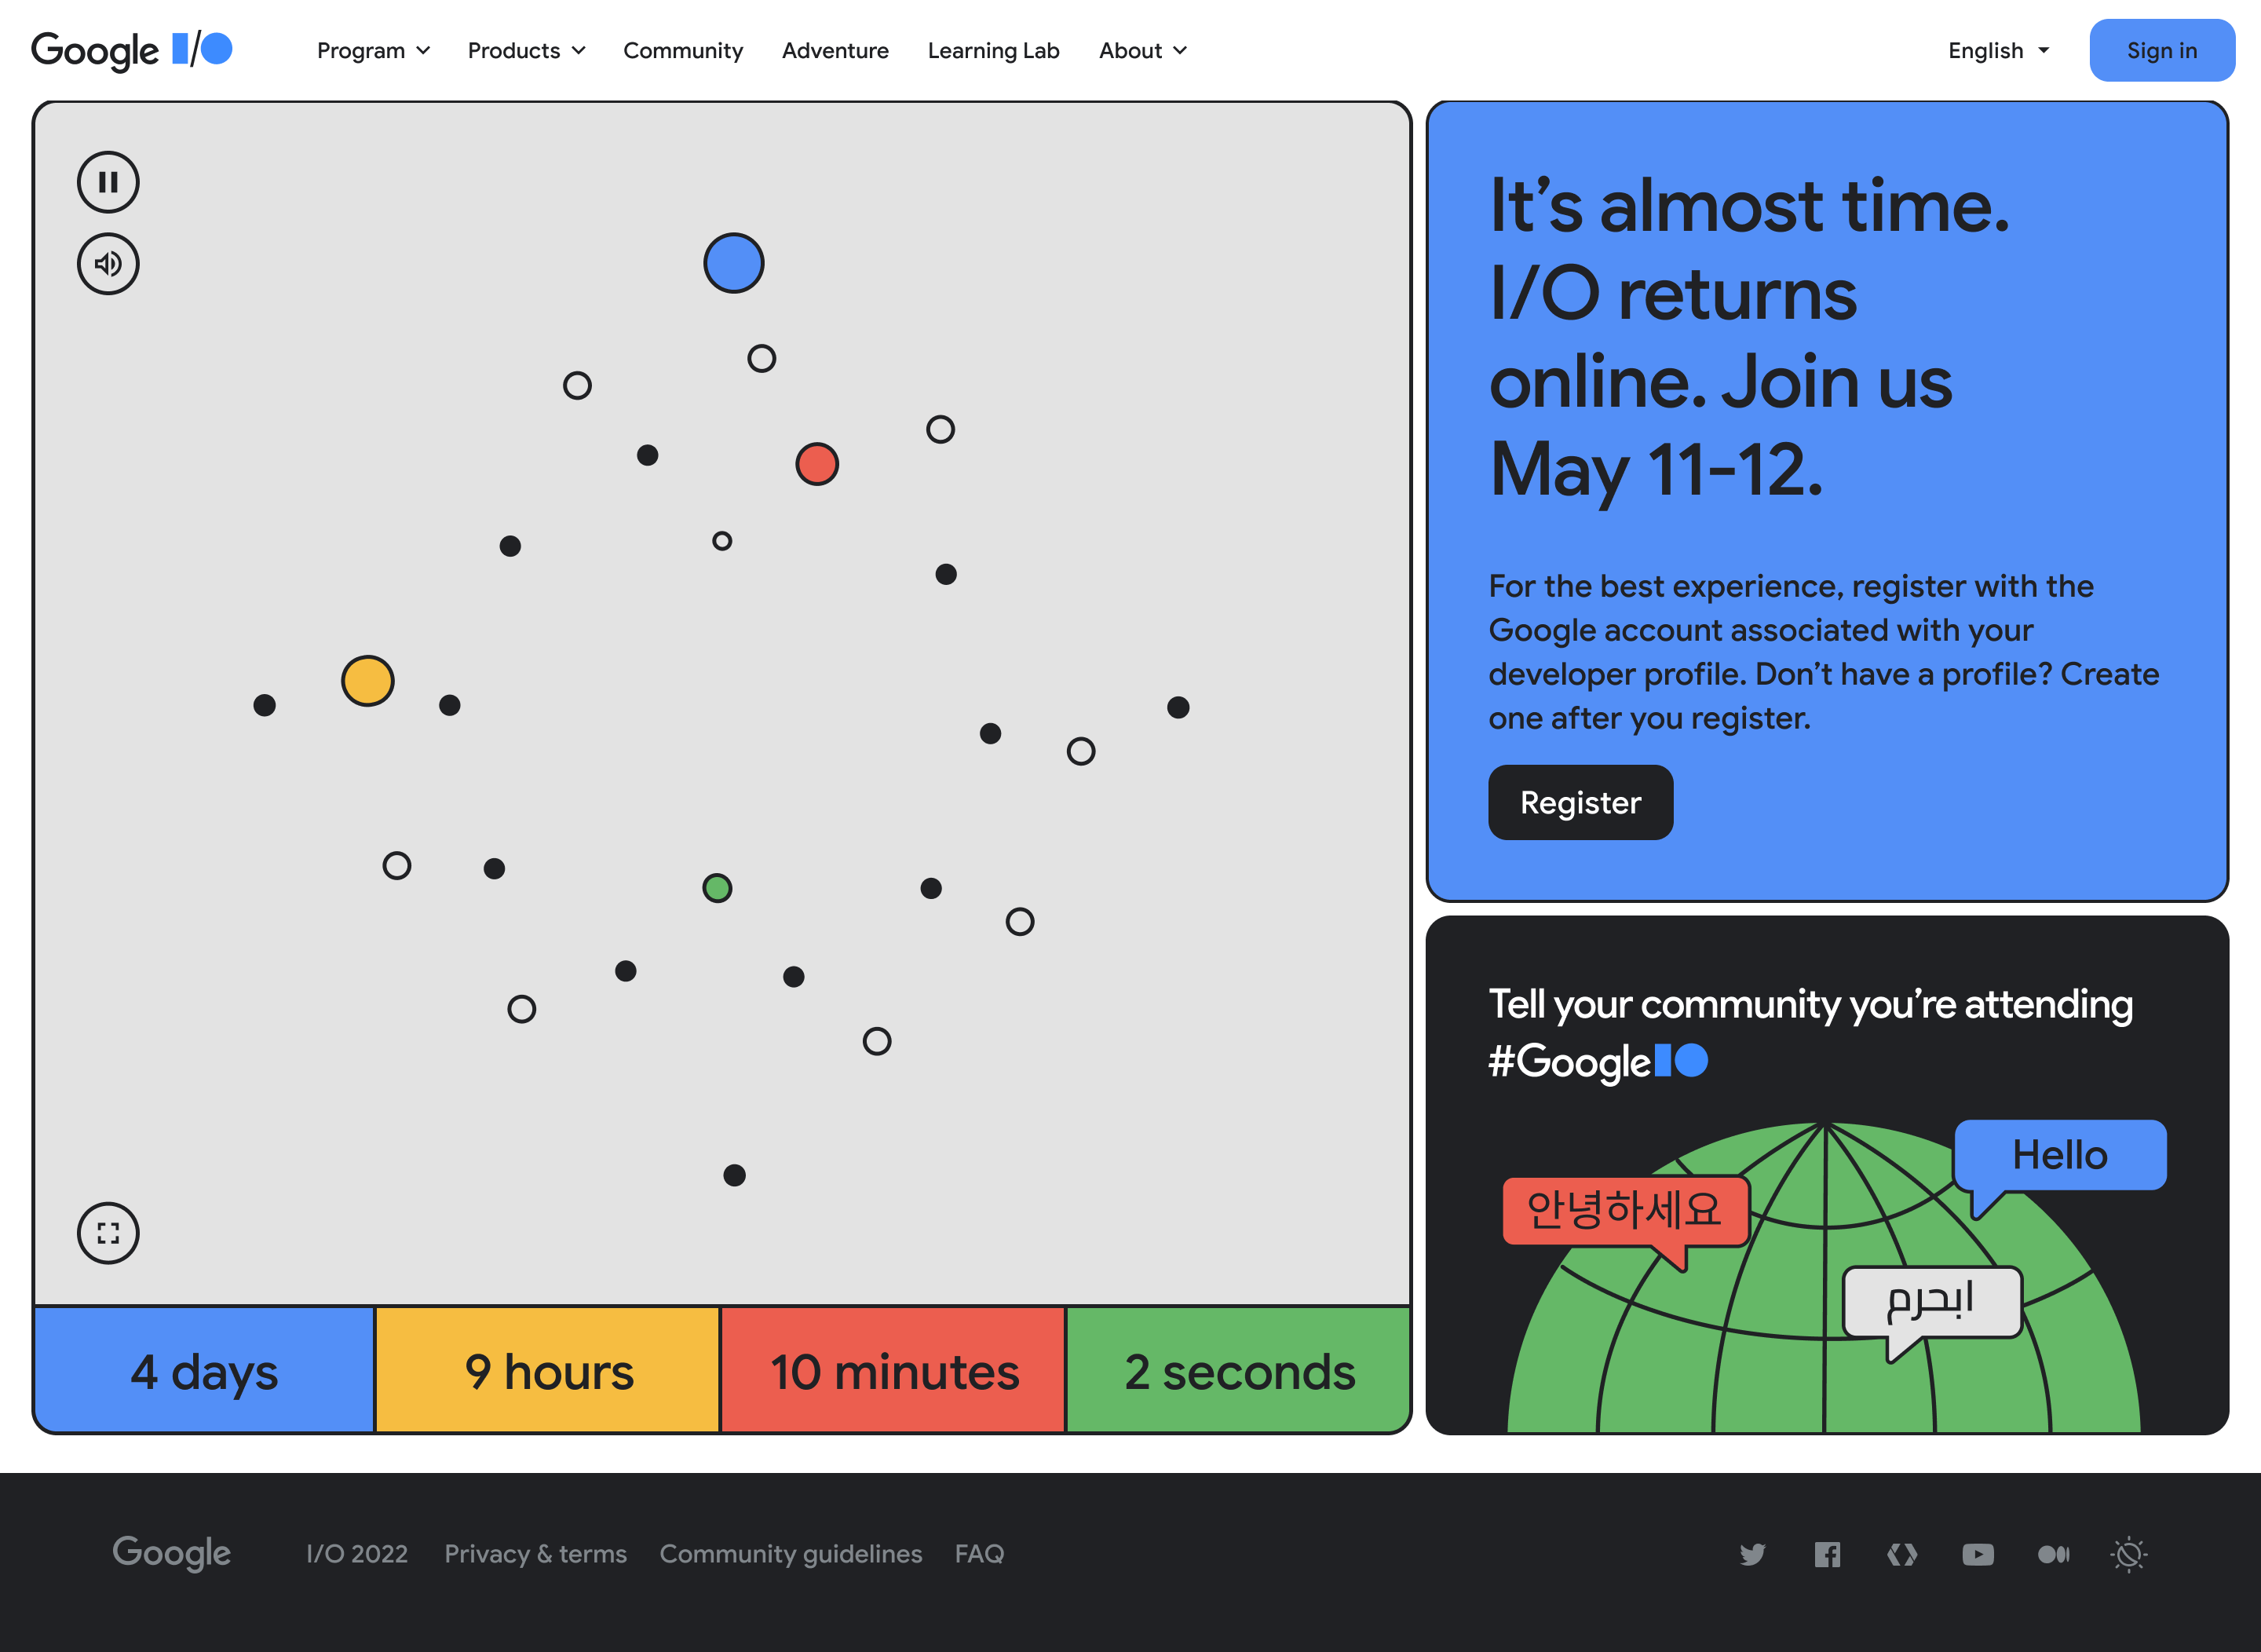 Google I/O
Program
Products
Community
Adventure
Learning Lab
About
English
Sign in
It's almost time.
I/O returns
online. Join us
May 11-12.
For the best experience, register with the
Google account associated with your
developer profile. Don't have a profile? Create
one after you register.
Register
4 days
9 hours
10 minutes
2 seconds
Tell your community you're attending
#GoogleIO
Hello
안녕하세요
ابحرم
Google
I/O 2022
Privacy & terms
Community guidelines
FAQ